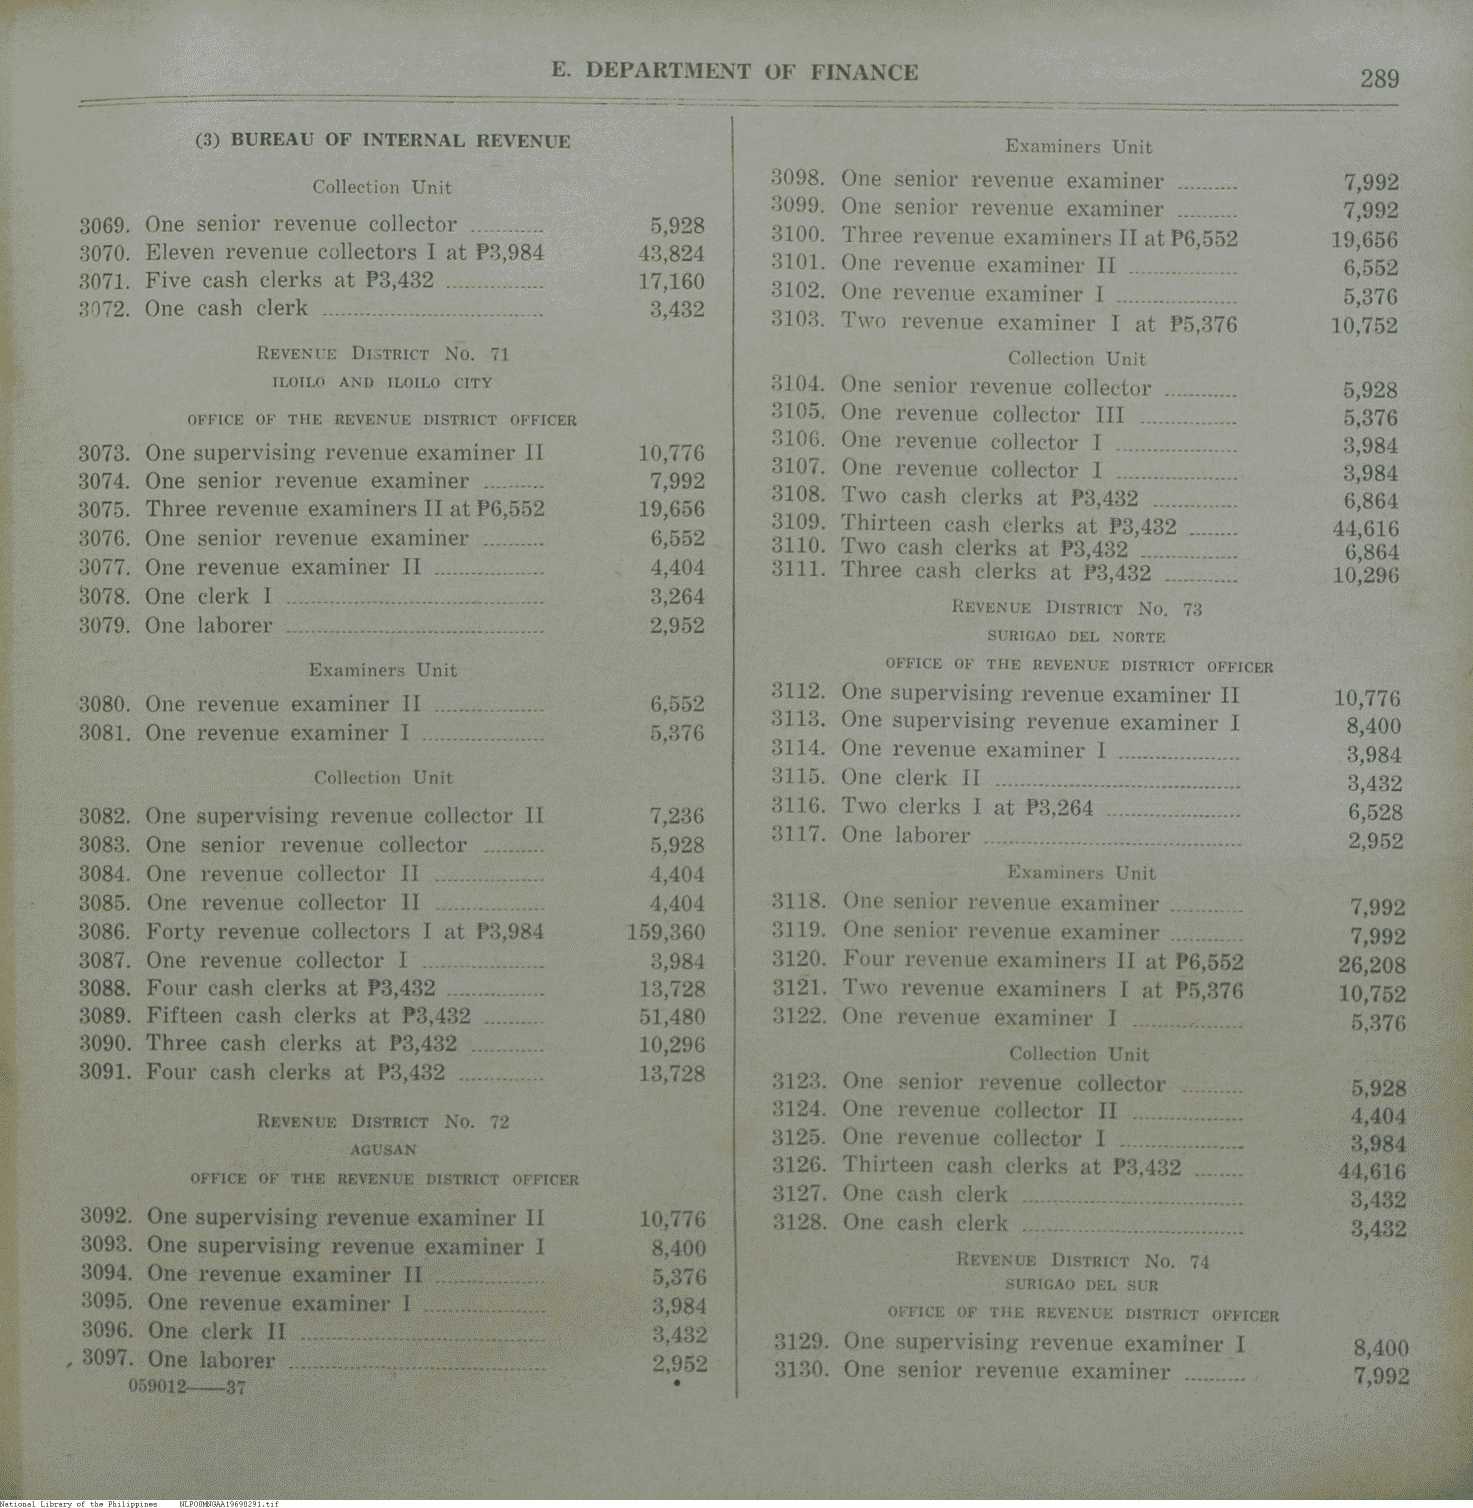 E. DEPARTMENT OF FINANCE
289
(3) BUREAU OF INTERNAL REVENUE
Collection Unit
3069. One senior revenue collector ............ 5,928
3070. Eleven revenue collectors I at ₱3,984 43,824
3071. Five cash clerks at ₱3,432 ................ 17,160
3072. One cash clerk .................................... 3,432
REVENUE DISTRICT NO. 71
ILOILO AND ILOILO CITY
OFFICE OF THE REVENUE DISTRICT OFFICER
3073. One supervising revenue examiner II 10,776
3074. One senior revenue examiner .......... 7,992
3075. Three revenue examiners II at ₱6,552 19,656
3076. One senior revenue examiner .......... 6,552
3077. One revenue examiner II .................. 4,404
3078. One clerk I .......................................... 3,264
3079. One laborer .......................................... 2,952
Examiners Unit
3080. One revenue examiner II .................. 6,552
3081. One revenue examiner I .................... 5,376
Collection Unit
3082. One supervising revenue collector II 7,236
3083. One senior revenue collector .......... 5,928
3084. One revenue collector II .................. 4,404
3085. One revenue collector II .................. 4,404
3086. Forty revenue collectors I at ₱3,984 159,360
3087. One revenue collector I .................... 3,984
3088. Four cash clerks at ₱3,432 ................ 13,728
3089. Fifteen cash clerks at ₱3,432 .......... 51,480
3090. Three cash clerks at ₱3,432 ............ 10,296
3091. Four cash clerks at ₱3,432 .............. 13,728
REVENUE DISTRICT NO. 72
AGUSAN
OFFICE OF THE REVENUE DISTRICT OFFICER
3092. One supervising revenue examiner II 10,776
3093. One supervising revenue examiner I 8,400
3094. One revenue examiner II .................. 5,376
3095. One revenue examiner I .................... 3,984
3096. One clerk II ........................................ 3,432
3097. One laborer .......................................... 2,952
059012——37
Examiners Unit
3098. One senior revenue examiner .......... 7,992
3099. One senior revenue examiner .......... 7,992
3100. Three revenue examiners II at ₱6,552 19,656
3101. One revenue examiner II .................. 6,552
3102. One revenue examiner I .................... 5,376
3103. Two revenue examiner I at ₱5,376 10,752
Collection Unit
3104. One senior revenue collector ............ 5,928
3105. One revenue collector III ................ 5,376
3106. One revenue collector I .................... 3,984
3107. One revenue collector I .................... 3,984
3108. Two cash clerks at ₱3,432 .............. 6,864
3109. Thirteen cash clerks at ₱3,432 ........ 44,616
3110. Two cash clerks at ₱3,432 ................ 6,864
3111. Three cash clerks at ₱3,432 ............ 10,296
REVENUE DISTRICT NO. 73
SURIGAO DEL NORTE
OFFICE OF THE REVENUE DISTRICT OFFICER
3112. One supervising revenue examiner II 10,776
3113. One supervising revenue examiner I 8,400
3114. One revenue examiner I .................... 3,984
3115. One clerk II ........................................ 3,432
3116. Two clerks I at ₱3,264 ...................... 6,528
3117. One laborer .......................................... 2,952
Examiners Unit
3118. One senior revenue examiner ............ 7,992
3119. One senior revenue examiner ............ 7,992
3120. Four revenue examiners II at ₱6,552 26,208
3121. Two revenue examiners I at ₱5,376 10,752
3122. One revenue examiner I .................. 5,376
Collection Unit
3123. One senior revenue collector .......... 5,928
3124. One revenue collector II .................. 4,404
3125. One revenue collector I .................... 3,984
3126. Thirteen cash clerks at ₱3,432 ........ 44,616
3127. One cash clerk .................................... 3,432
3128. One cash clerk .................................... 3,432
REVENUE DISTRICT NO. 74
SURIGAO DEL SUR
OFFICE OF THE REVENUE DISTRICT OFFICER
3129. One supervising revenue examiner I 8,400
3130. One senior revenue examiner .......... 7,992
National Library of the Philippines NLPOOMNGAA19690291.tif